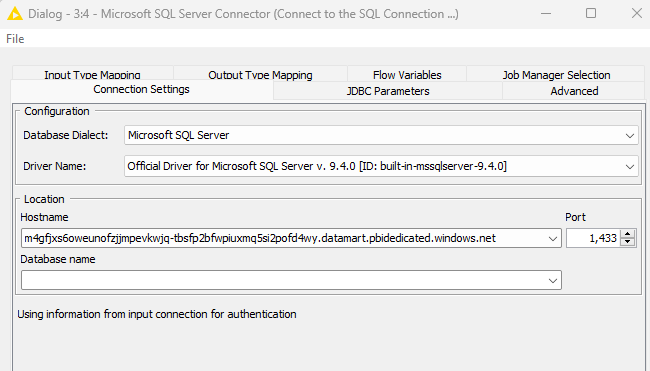 Dialog - 3:4 - Microsoft SQL Server Connector (Connect to the SQL Connection ...)
File
Input Type Mapping Output Type Mapping Flow Variables Job Manager Selection
Connection Settings JDBC Parameters Advanced
Configuration
Database Dialect: Microsoft SQL Server
Driver Name: Official Driver for Microsoft SQL Server v. 9.4.0 [ID: built-in-mssqlserver-9.4.0]
Location
Hostname Port
m4gfjxs6oweunofzjjmpevkwjq-tbsfp2bfwpiuxmq5si2pofd4wy.datamart.pbidedicated.windows.net 1,433
Database name
Using information from input connection for authentication